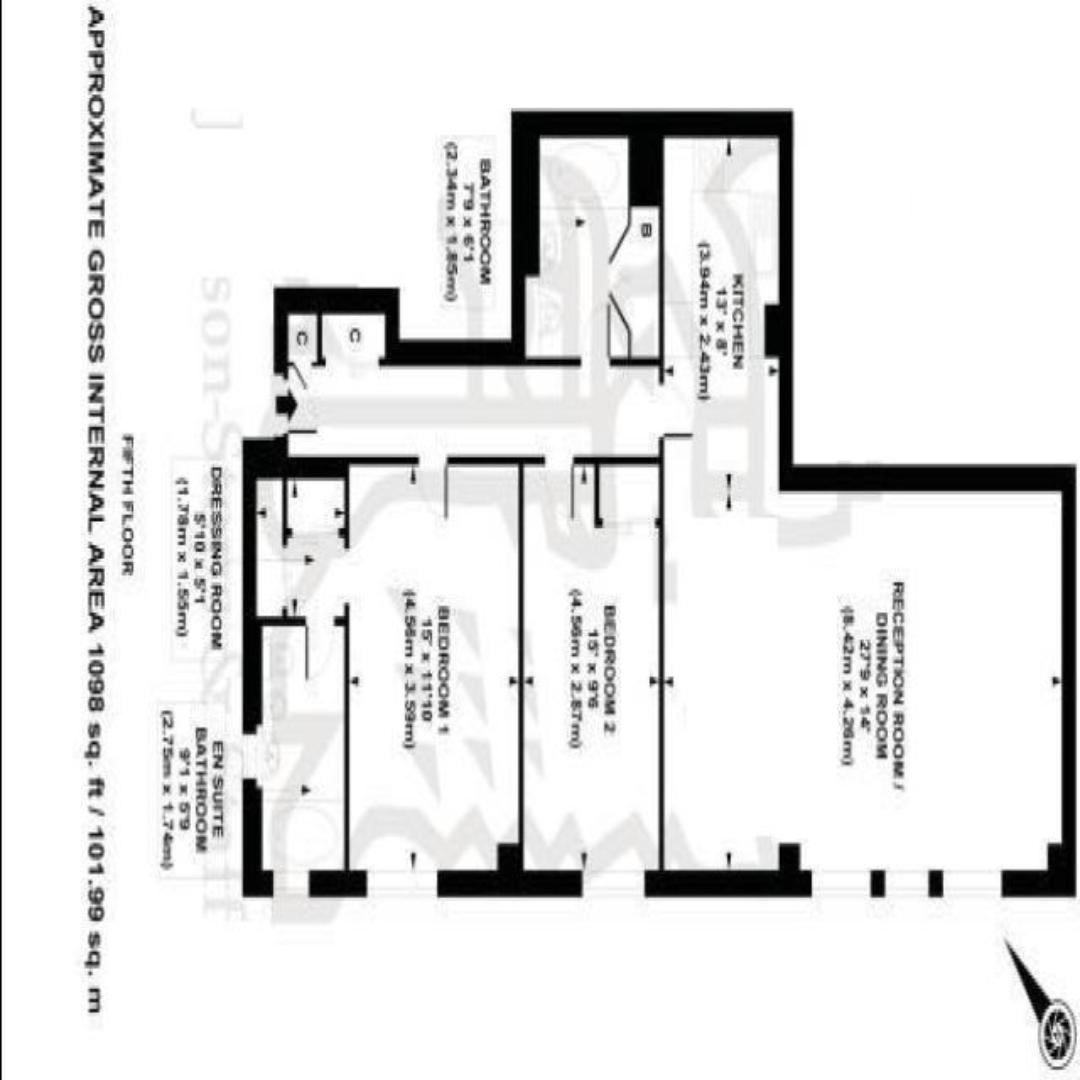 RECEPTION ROOM /
DINING ROOM
27'9 x 14'
(8.42m x 4.26m)
KITCHEN
13' x 8'
(3.94m x 2.43m)
B
BEDROOM 2
15' x 9'6
(4.56m x 2.87m)
BATHROOM
7'9 x 6'1
(2.34m x 1.85m)
BEDROOM 1
15' x 11'10
(4.56m x 3.59m)
C
C
DRESSING ROOM
5'10 x 5'1
(1.78m x 1.55m)
EN SUITE
BATHROOM
9'1 x 5'9
(2.75m x 1.74m)
FIFTH FLOOR
APPROXIMATE GROSS INTERNAL AREA 1098 sq. ft / 101.99 sq. m